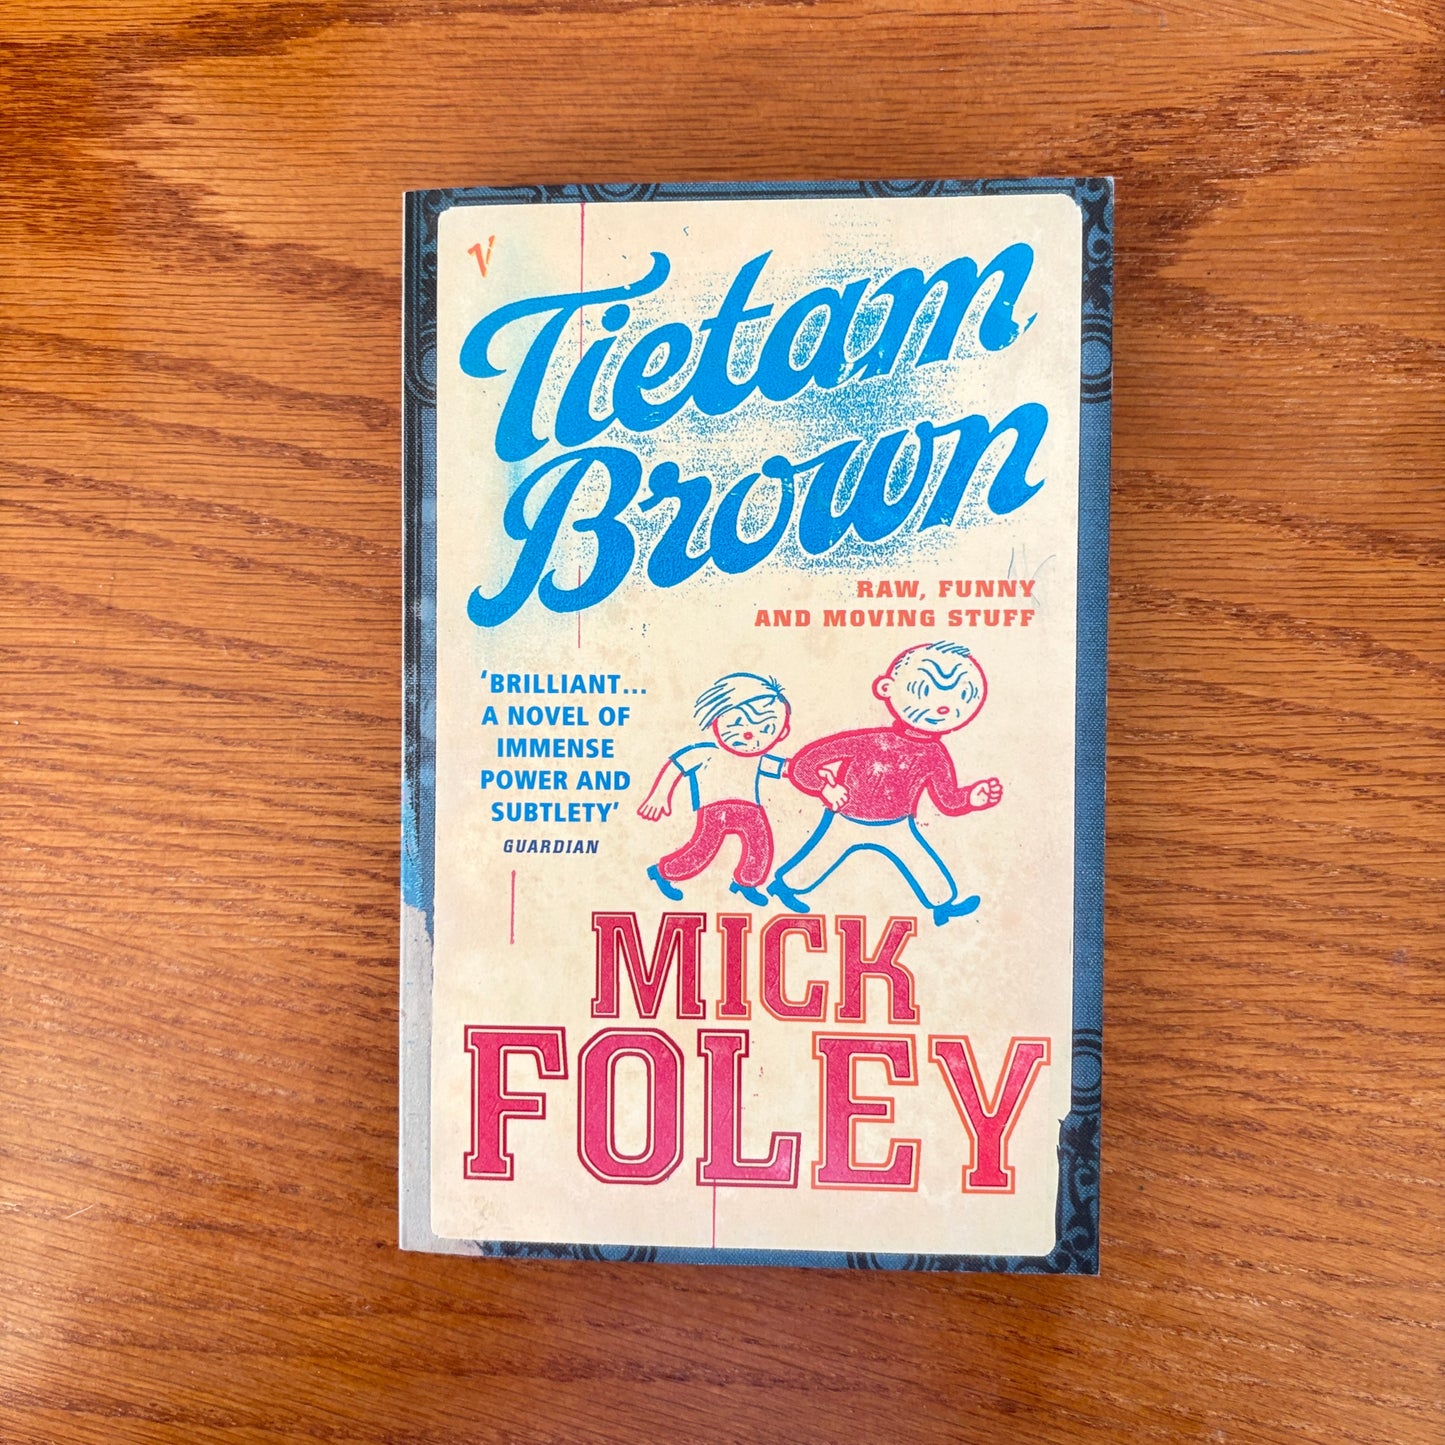 Tietam
Brown
RAW, FUNNY
AND MOVING STUFF
‘BRILLIANT...
A NOVEL OF
IMMENSE
POWER AND
SUBTLETY’
GUARDIAN
MICK
FOLEY